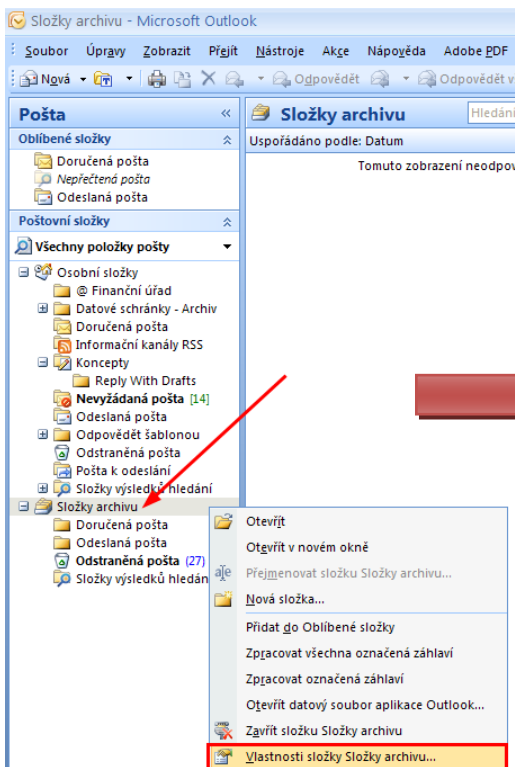 Složky archivu - Microsoft Outlook
Soubor Úpravy Zobrazit Přejít Nástroje Akce Nápověda Adobe PDF
Nová Odpovědět Odpovědět v
Pošta «
Složky archivu Hledání
Oblíbené složky
Uspořádáno podle: Datum
Doručená pošta
Tomuto zobrazení neodpov
Nepřečtená pošta
Odeslaná pošta
Poštovní složky
Všechny položky pošty
Osobní složky
@ Finanční úřad
Datové schránky - Archiv
Doručená pošta
Informační kanály RSS
Koncepty
Reply With Drafts
Nevyžádaná pošta [14]
Odeslaná pošta
Odpovědět šablonou
Odstraněná pošta
Pošta k odeslání
Složky výsledků hledání
Složky archivu
Doručená pošta
Odeslaná pošta
Odstraněná pošta (27)
Složky výsledků hledán
Otevřít
Otevřít v novém okně
Přejmenovat složku Složky archivu...
Nová složka...
Přidat do Oblíbené složky
Zpracovat všechna označená záhlaví
Zpracovat označená záhlaví
Otevřít datový soubor aplikace Outlook...
Zavřít složku Složky archivu
Vlastnosti složky Složky archivu...